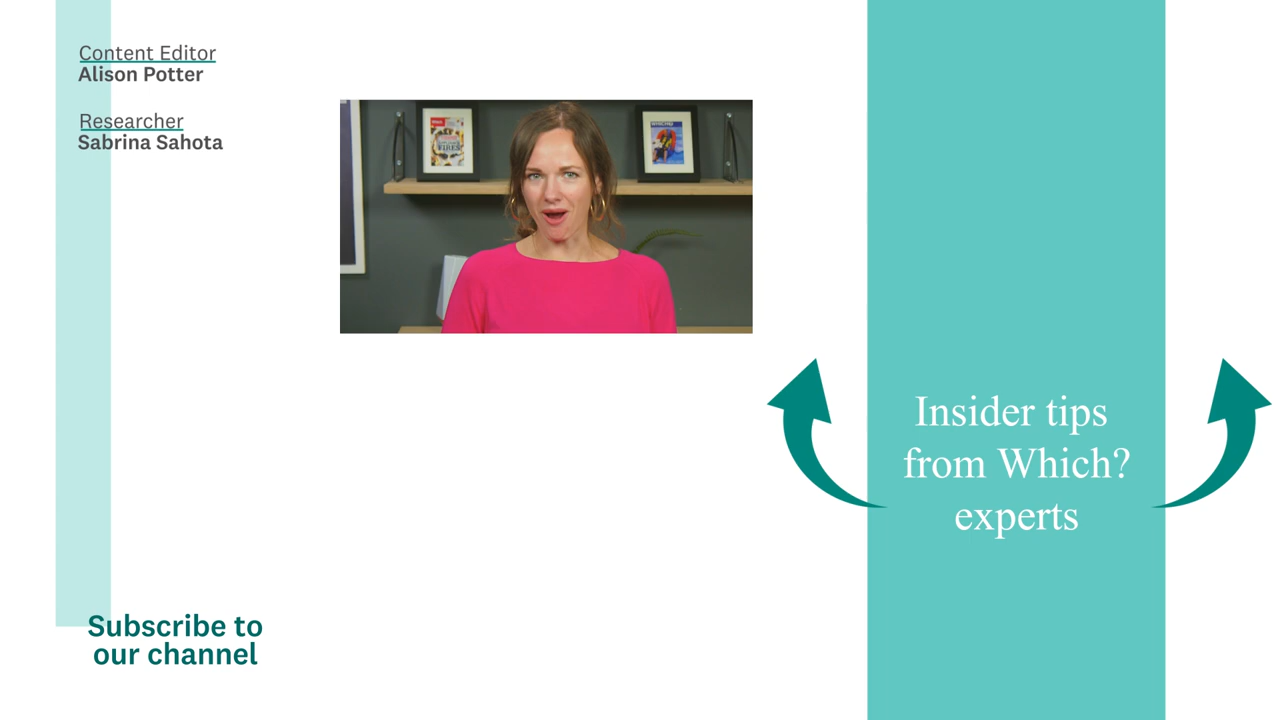 Content Editor
Alison Potter
Researcher
Sabrina Sahota
Insider tips
from Which?
experts
Subscribe to
our channel